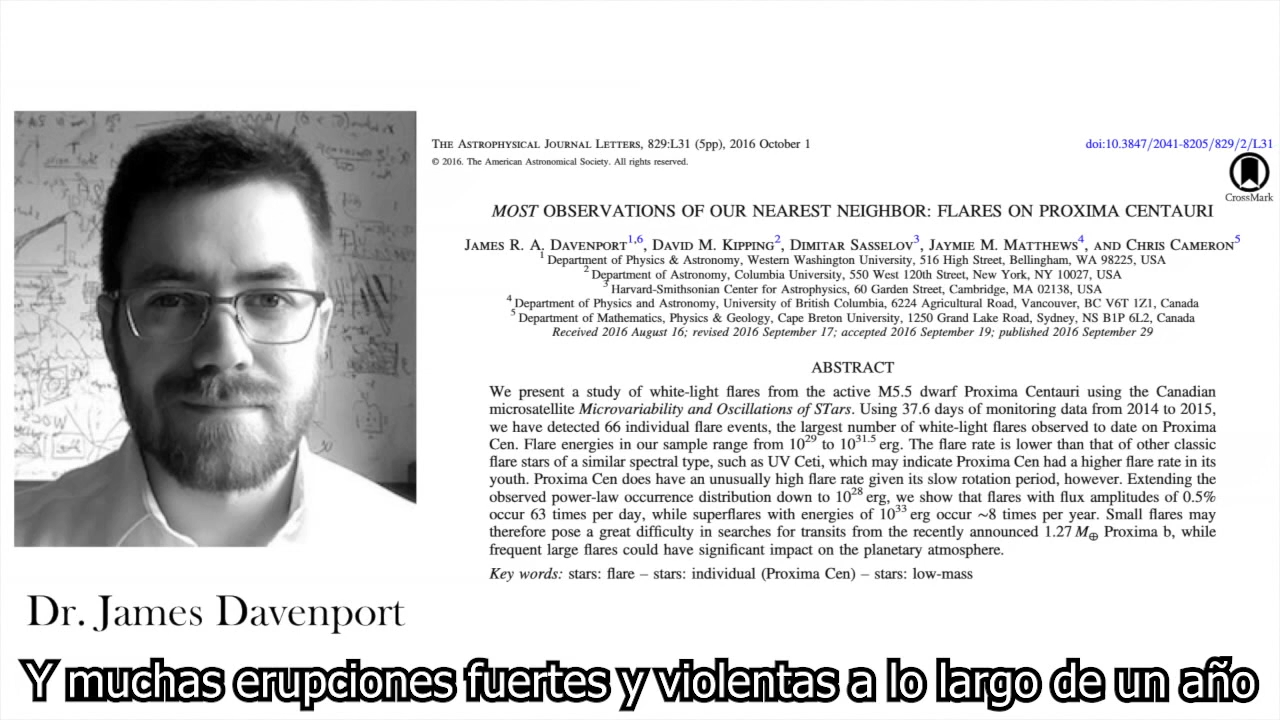 THE ASTROPHYSICAL JOURNAL LETTERS, 829:L31 (5pp), 2016 October 1
doi:10.3847/2041-8205/829/2/L31
© 2016. The American Astronomical Society. All rights reserved.
CrossMark
MOST OBSERVATIONS OF OUR NEAREST NEIGHBOR: FLARES ON PROXIMA CENTAURI
JAMES R. A. DAVENPORT1,6, DAVID M. KIPPING2, DIMITAR SASSELOV3, JAYMIE M. MATTHEWS4, AND CHRIS CAMERON5
1 Department of Physics & Astronomy, Western Washington University, 516 High Street, Bellingham, WA 98225, USA
2 Department of Astronomy, Columbia University, 550 West 120th Street, New York, NY 10027, USA
3 Harvard-Smithsonian Center for Astrophysics, 60 Garden Street, Cambridge, MA 02138, USA
4 Department of Physics and Astronomy, University of British Columbia, 6224 Agricultural Road, Vancouver, BC V6T 1Z1, Canada
5 Department of Mathematics, Physics & Geology, Cape Breton University, 1250 Grand Lake Road, Sydney, NS B1P 6L2, Canada
Received 2016 August 16; revised 2016 September 17; accepted 2016 September 19; published 2016 September 29
ABSTRACT
We present a study of white-light flares from the active M5.5 dwarf Proxima Centauri using the Canadian
microsatellite Microvariability and Oscillations of STars. Using 37.6 days of monitoring data from 2014 to 2015,
we have detected 66 individual flare events, the largest number of white-light flares observed to date on Proxima
Cen. Flare energies in our sample range from 10^29 to 10^31.5 erg. The flare rate is lower than that of other classic
flare stars of a similar spectral type, such as UV Ceti, which may indicate Proxima Cen had a higher flare rate in its
youth. Proxima Cen does have an unusually high flare rate given its slow rotation period, however. Extending the
observed power-law occurrence distribution down to 10^28 erg, we show that flares with flux amplitudes of 0.5%
occur 63 times per day, while superflares with energies of 10^33 erg occur ~8 times per year. Small flares may
therefore pose a great difficulty in searches for transits from the recently announced 1.27 M⊕ Proxima b, while
frequent large flares could have significant impact on the planetary atmosphere.
Key words: stars: flare – stars: individual (Proxima Cen) – stars: low-mass
Dr. James Davenport
Y muchas erupciones fuertes y violentas a lo largo de un año